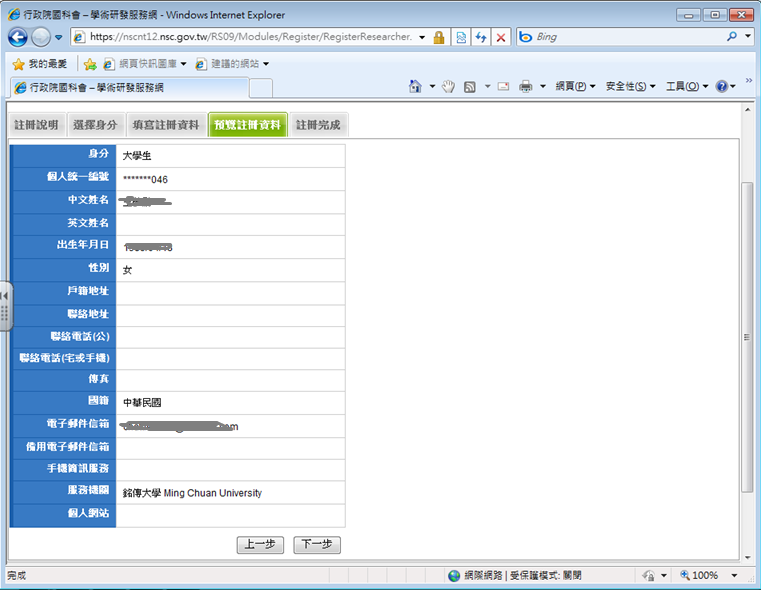 行政院國科會 – 學術研發服務網 - Windows Internet Explorer
https://nscnt12.nsc.gov.tw/RS09/Modules/Register/RegisterResearcher.
Bing
我的最愛 網頁快訊圖庫 建議的網站
行政院國科會 – 學術研發服務網
網頁(P) 安全性(S) 工具(O)
註冊說明 選擇身分 填寫註冊資料 預覽註冊資料 註冊完成
身分 大學生
個人統一編號 *******046
中文姓名
英文姓名
出生年月日
性別 女
戶籍地址
聯絡地址
聯絡電話(公)
聯絡電話(宅或手機)
傳真
國籍 中華民國
電子郵件信箱
備用電子郵件信箱
手機簡訊服務
服務機關 銘傳大學 Ming Chuan University
個人網站
上一步 下一步
完成 網際網路 | 受保護模式: 關閉 100%